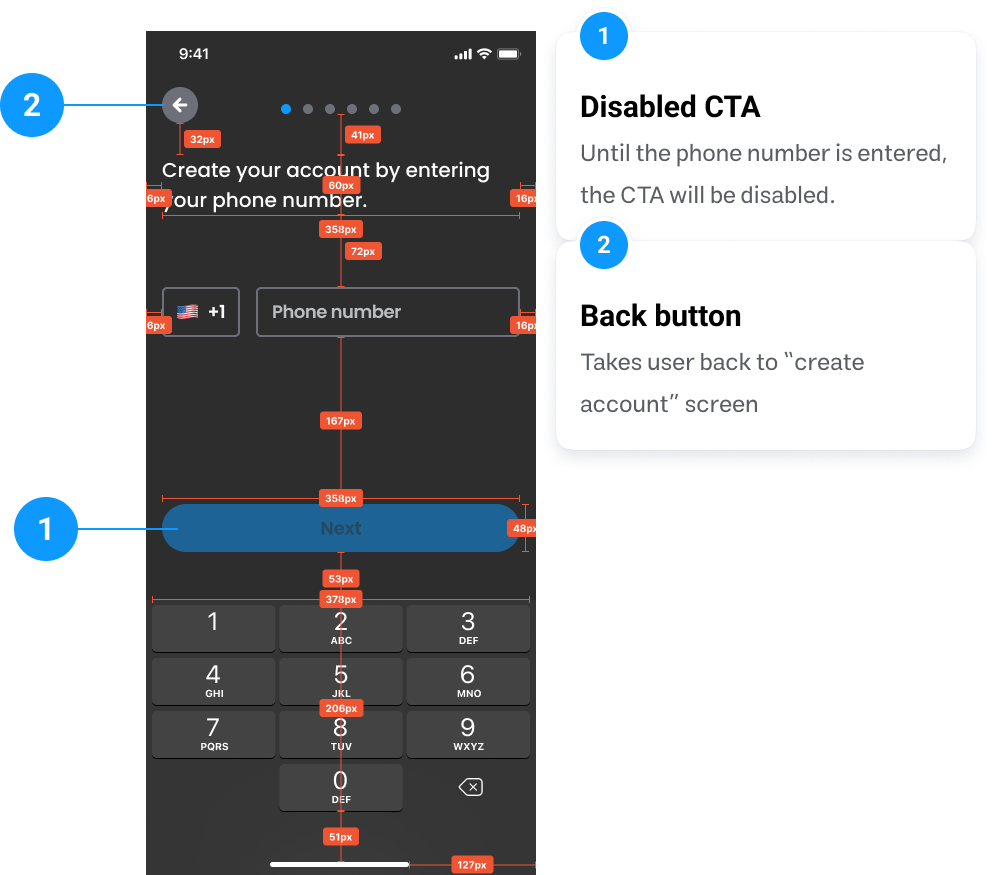 1
9:41
2
Disabled CTA
32px
41px
Until the phone number is entered,
the CTA will be disabled.
Create your account by entering
60px
your phone number.
6px
16px
358px
72px
2
Back button
Takes user back to “create
account” screen
🇺🇸 +1
Phone number
6px
16px
167px
358px
1
Next
48px
53px
378px
1
2
ABC
3
DEF
4
GHI
5
JKL
6
MNO
206px
7
PQRS
8
TUV
9
WXYZ
0
DEF
51px
127px